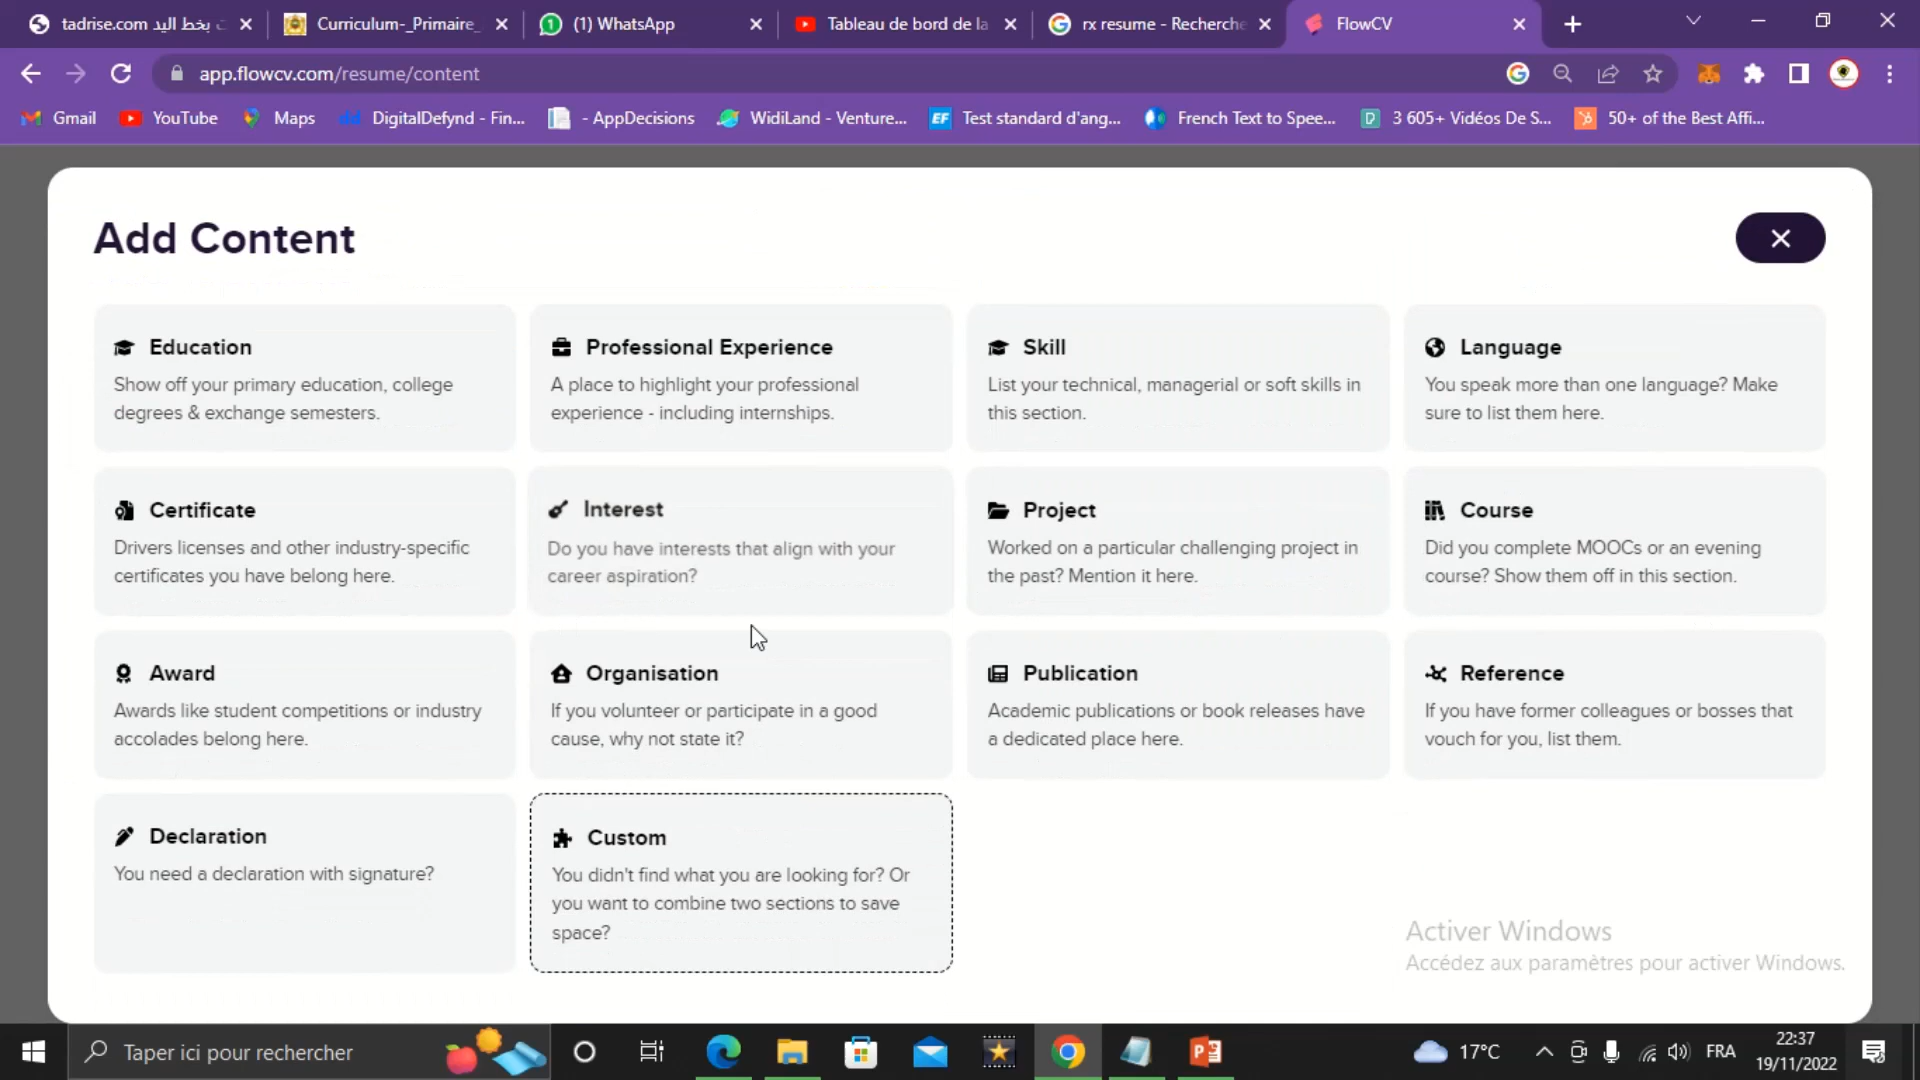 tadrise.com ت بخط اليد
Curriculum-_Primaire_
(1) WhatsApp
Tableau de bord de la
rx resume - Recherche
FlowCV
app.flowcv.com/resume/content
Gmail
YouTube
Maps
DigitalDefynd - Fin...
- AppDecisions
WidiLand - Venture...
EF Test standard d'ang...
French Text to Spee...
3 605+ Vidéos De S...
50+ of the Best Affi...
Add Content
Education
Show off your primary education, college
degrees & exchange semesters.
Professional Experience
A place to highlight your professional
experience - including internships.
Skill
List your technical, managerial or soft skills in
this section.
Language
You speak more than one language? Make
sure to list them here.
Certificate
Drivers licenses and other industry-specific
certificates you have belong here.
Interest
Do you have interests that align with your
career aspiration?
Project
Worked on a particular challenging project in
the past? Mention it here.
Course
Did you complete MOOCs or an evening
course? Show them off in this section.
Award
Awards like student competitions or industry
accolades belong here.
Organisation
If you volunteer or participate in a good
cause, why not state it?
Publication
Academic publications or book releases have
a dedicated place here.
Reference
If you have former colleagues or bosses that
vouch for you, list them.
Declaration
You need a declaration with signature?
Custom
You didn't find what you are looking for? Or
you want to combine two sections to save
space?
Activer Windows
Accédez aux paramètres pour activer Windows.
Taper ici pour rechercher
17°C
FRA
22:37
19/11/2022